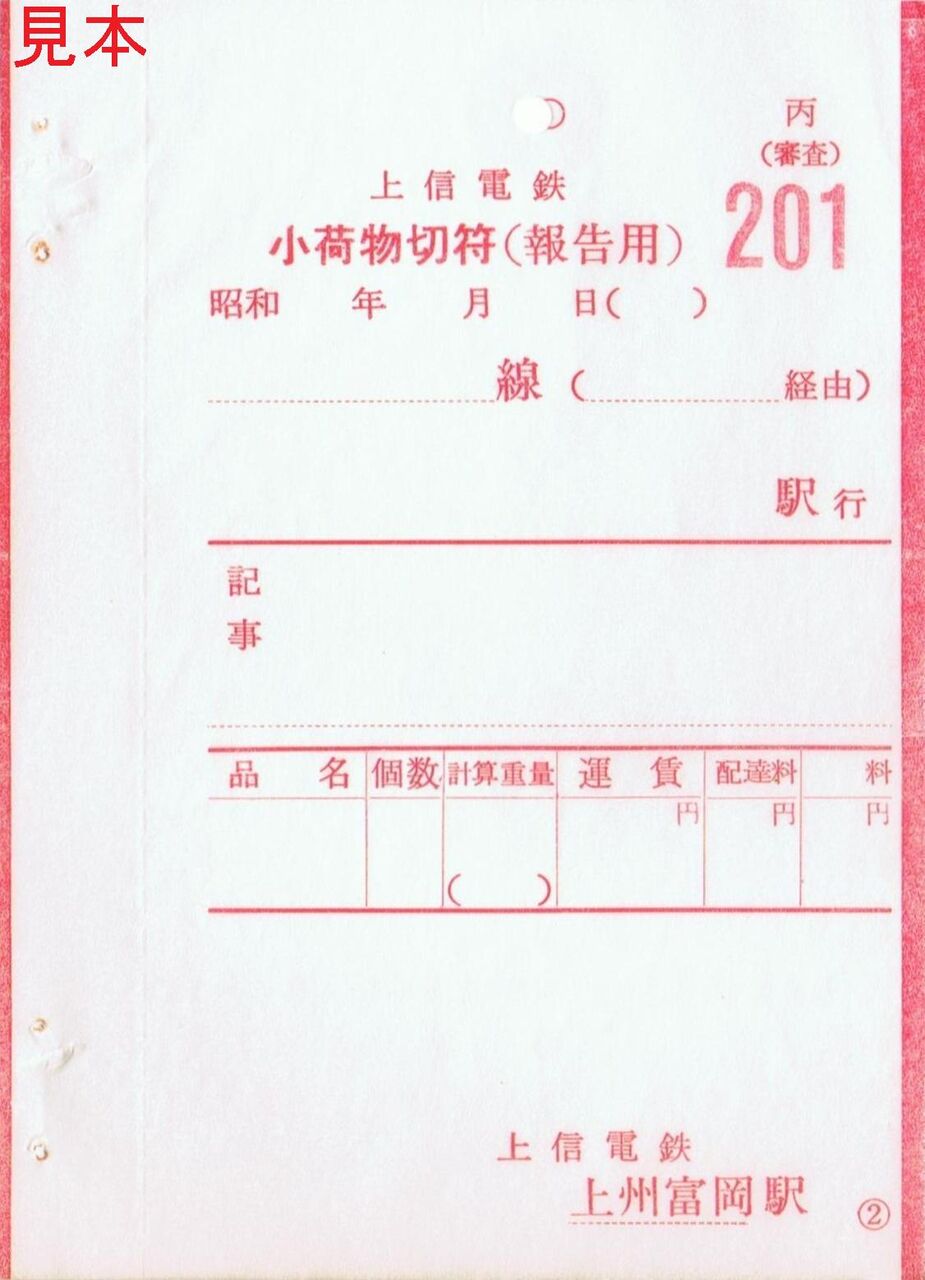 見本
丙
(審査)
201
上信電鉄
小荷物切符(報告用)
昭和 年 月 日( )
線 ( 経由)
駅行
記
事
品名 個数 計算重量 運賃 配達料 料
円 円 円
( )
上信電鉄
上州富岡駅
②